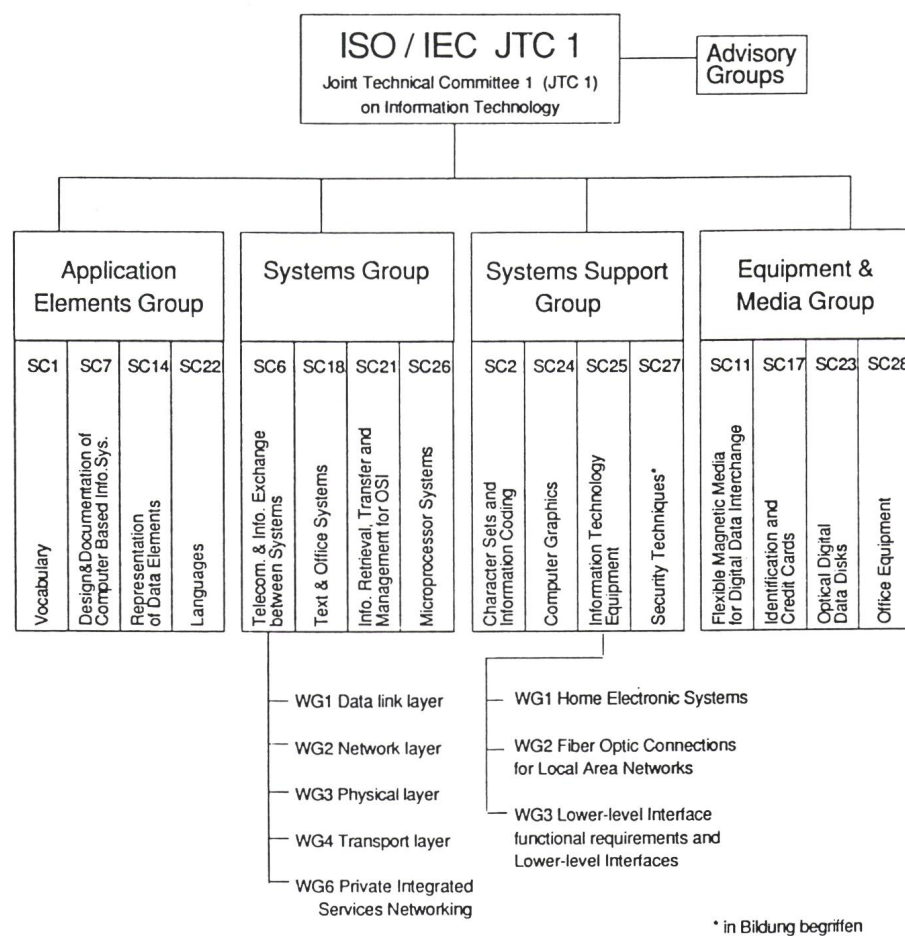 ISO / IEC JTC 1
Joint Technical Committee 1 (JTC 1)
on Information Technology
Advisory
Groups
Application
Elements Group
SC1
SC7
SC14
SC22
Vocabulary
Design&Documentation of
Computer Based Info.Sys.
Representation
of Data Elements
Languages
Systems Group
SC6
SC18
SC21
SC26
Telecom. & Info. Exchange
between Systems
Text & Office Systems
Info. Retrieval, Transfer and
Management for OSI
Microprocessor Systems
Systems Support
Group
SC2
SC24
SC25
SC27
Character Sets and
Information Coding
Computer Graphics
Information Technology
Equipment
Security Techniques*
Equipment &
Media Group
SC11
SC17
SC23
SC28
Flexible Magnetic Media
for Digital Data Interchange
Identification and
Credit Cards
Optical Digital
Data Disks
Office Equipment
WG1 Data link layer
WG2 Network layer
WG3 Physical layer
WG4 Transport layer
WG6 Private Integrated
Services Networking
WG1 Home Electronic Systems
WG2 Fiber Optic Connections
for Local Area Networks
WG3 Lower-level Interface
functional requirements and
Lower-level Interfaces
* in Bildung begriffen